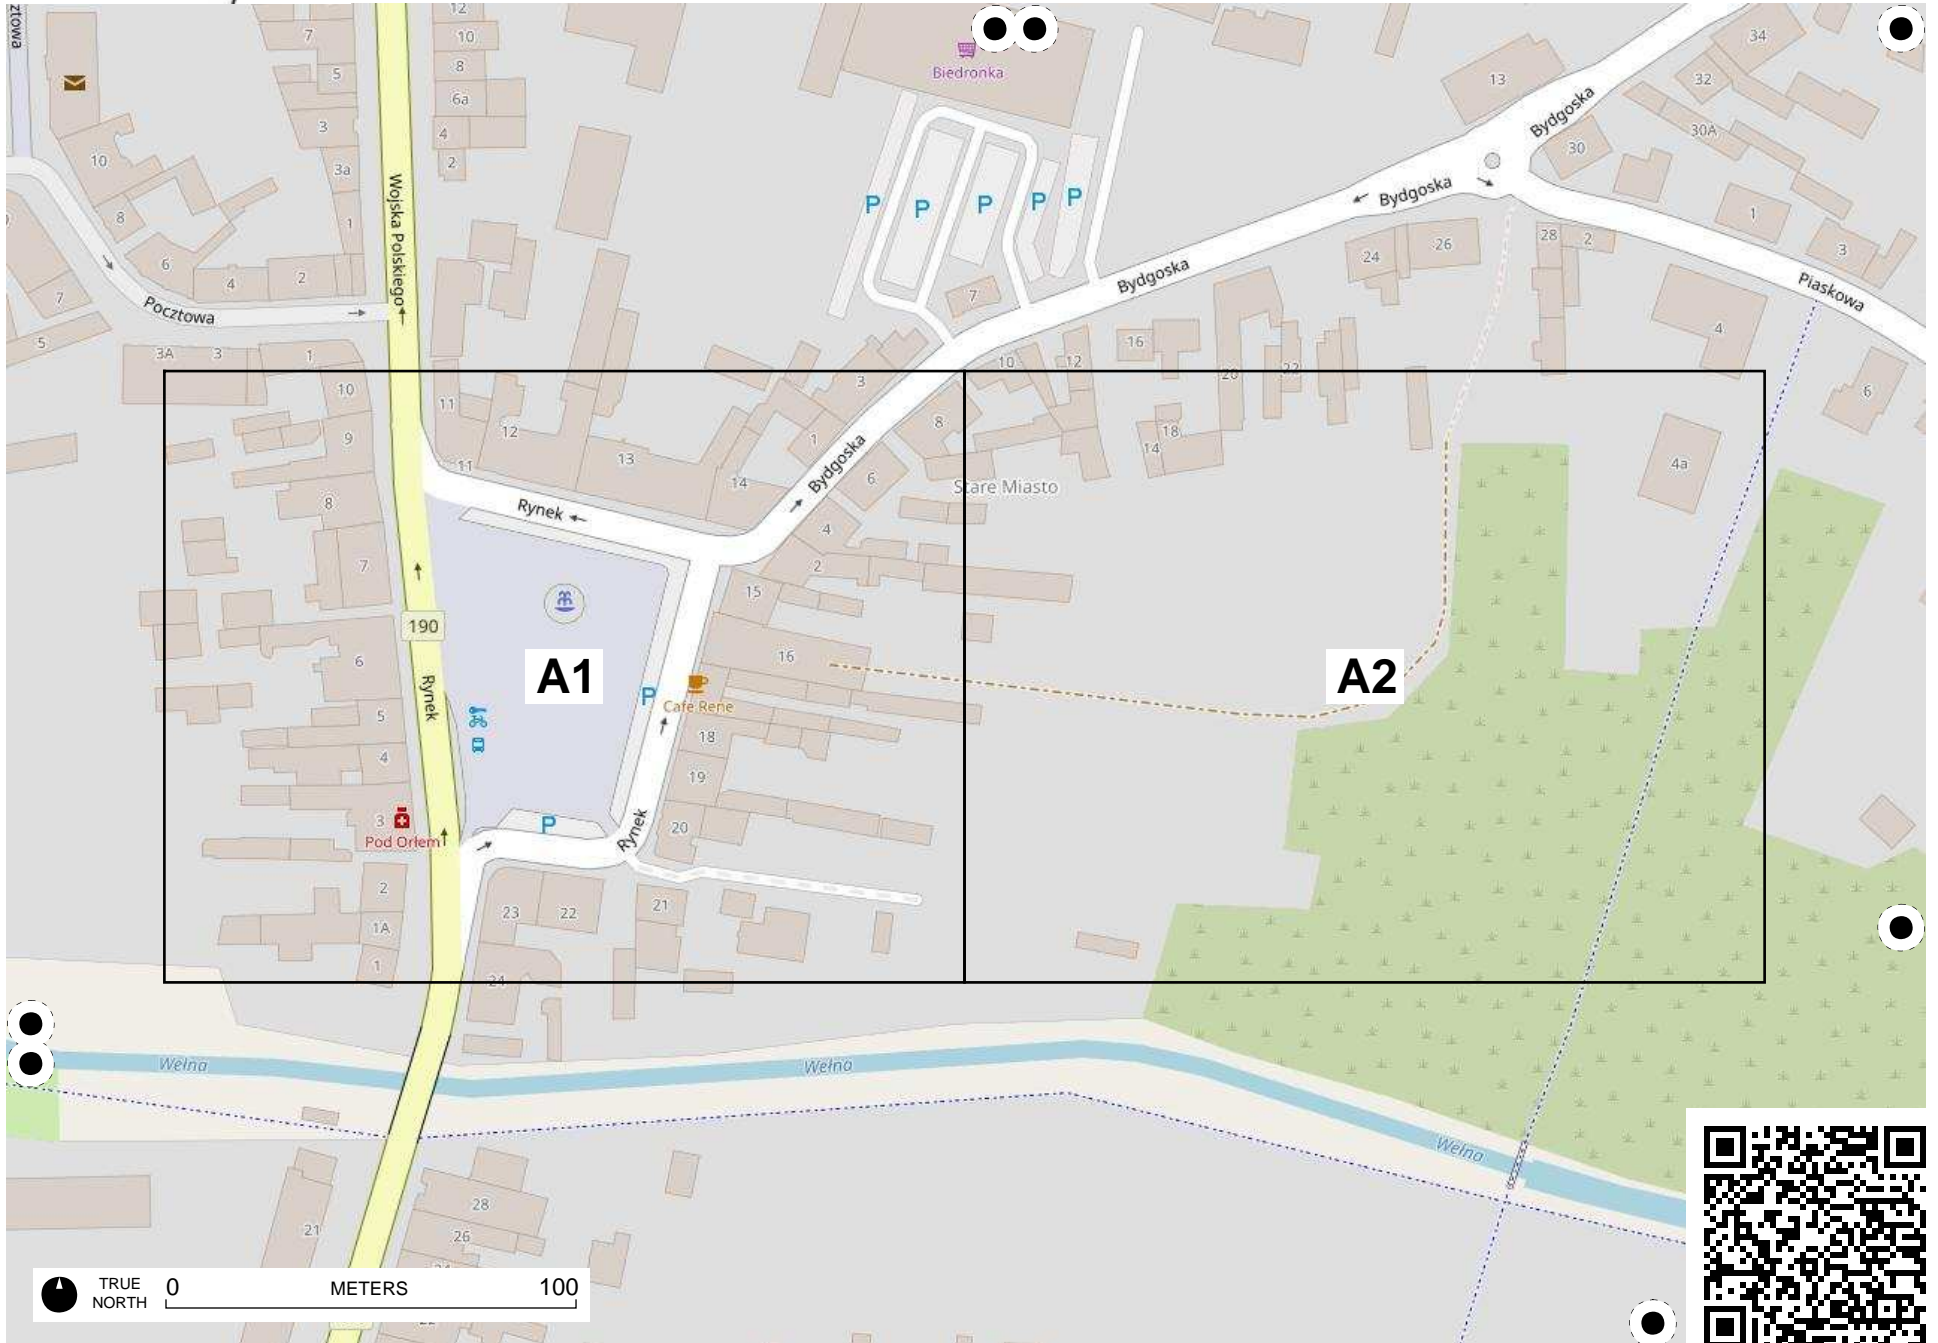 12
7
10
34
8
5
Biedronka
13
32
6a
3
4
Bydgoska
30A
30
10
2
3a
Bydgoska
P
P
P
P
P
1
8
1
Wojska Polskiego
28
2
26
3
24
6
Bydgoska
2
4
7
7
Piaskowa
Pocztowa
4
5
3A
3
1
16
10
12
20
22
3
10
6
11
8
12
9
1
18
14
13
4a
11
Bydgoska
14
6
Stare Miasto
8
Rynek
4
7
2
15
190
16
6
A1
A2
P
Rynek
Cafe Rene
5
18
4
19
3
P
20
Rynek
Pod Orłem
2
21
23
22
1A
1
24
Wełna
Wełna
Wełna
28
21
26
TRUE
NORTH
0
METERS
100